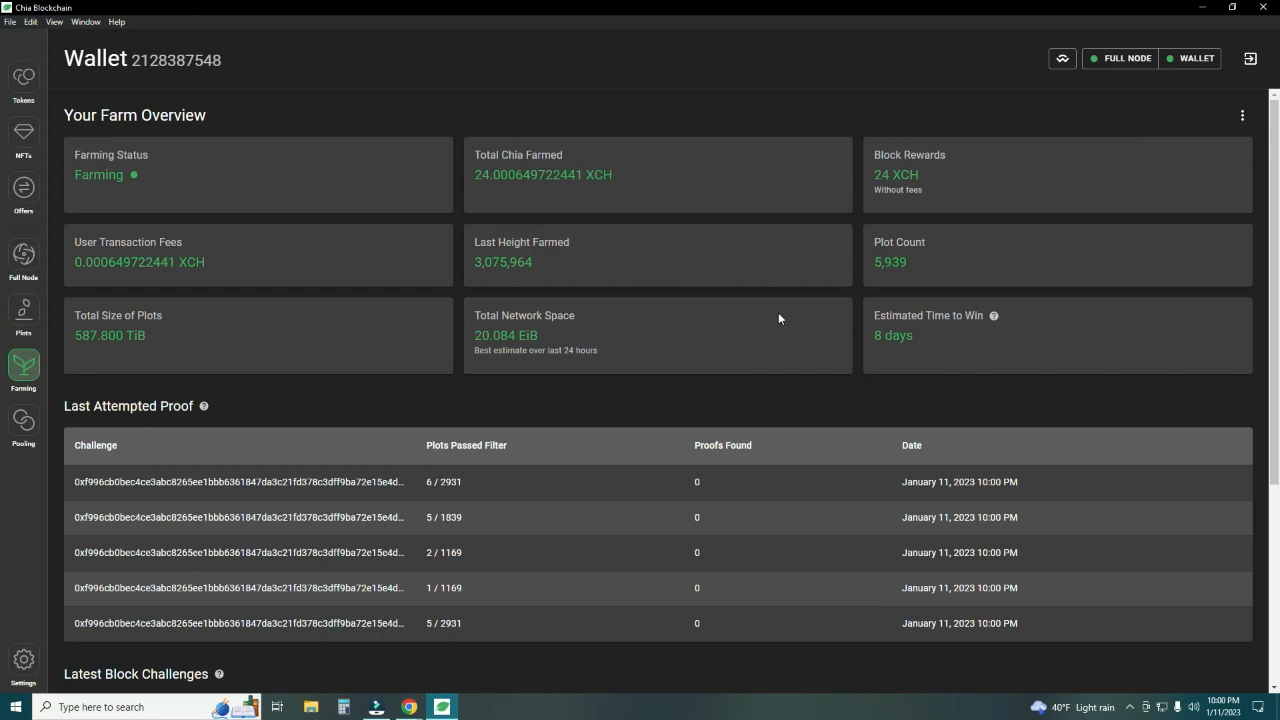 Chia Blockchain
File Edit View Window Help
Wallet 2128387548
FULL NODE WALLET
Tokens
NFTs
Offers
Full Node
Plots
Farming
Pooling
Settings
Your Farm Overview
Farming Status
Farming
Total Chia Farmed
24.000649722441 XCH
Block Rewards
24 XCH
Without fees
User Transaction Fees
0.000649722441 XCH
Last Height Farmed
3,075,964
Plot Count
5,939
Total Size of Plots
587.800 TiB
Total Network Space
20.084 EiB
Best estimate over last 24 hours
Estimated Time to Win
8 days
Last Attempted Proof
Challenge Plots Passed Filter Proofs Found Date
0xf996cb0bec4ce3abc8265ee1bbb6361847da3c21fd378c3dff9ba72e15e4d... 6 / 2931 0 January 11, 2023 10:00 PM
0xf996cb0bec4ce3abc8265ee1bbb6361847da3c21fd378c3dff9ba72e15e4d... 5 / 1839 0 January 11, 2023 10:00 PM
0xf996cb0bec4ce3abc8265ee1bbb6361847da3c21fd378c3dff9ba72e15e4d... 2 / 1169 0 January 11, 2023 10:00 PM
0xf996cb0bec4ce3abc8265ee1bbb6361847da3c21fd378c3dff9ba72e15e4d... 1 / 1169 0 January 11, 2023 10:00 PM
0xf996cb0bec4ce3abc8265ee1bbb6361847da3c21fd378c3dff9ba72e15e4d... 5 / 2931 0 January 11, 2023 10:00 PM
Latest Block Challenges
Type here to search
40°F Light rain
10:00 PM
1/11/2023